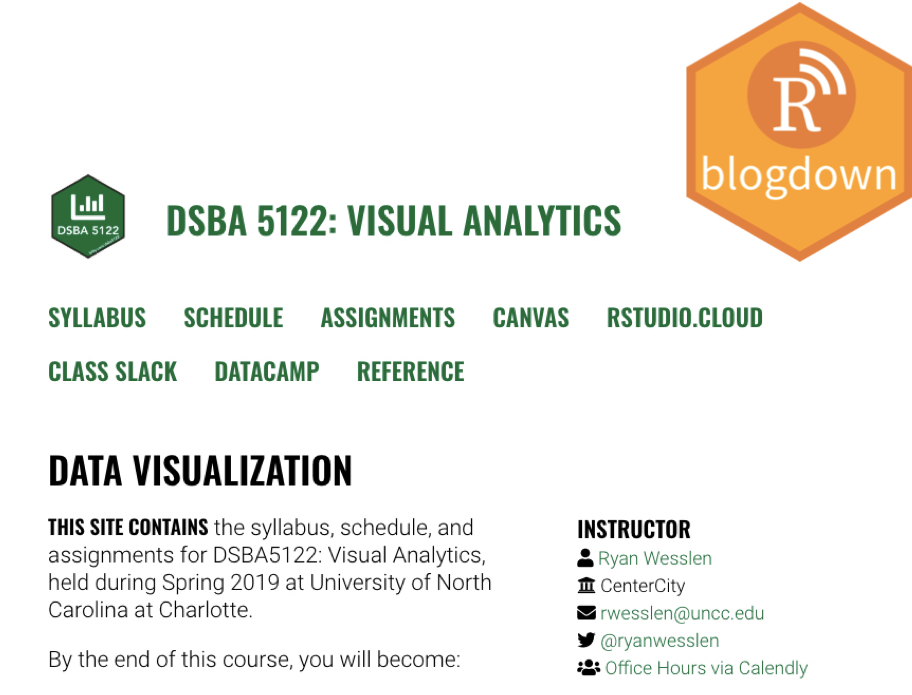 R
blogdown
DSBA 5122
DSBA 5122: VISUAL ANALYTICS
SYLLABUS SCHEDULE ASSIGNMENTS CANVAS RSTUDIO.CLOUD
CLASS SLACK DATACAMP REFERENCE
DATA VISUALIZATION
THIS SITE CONTAINS the syllabus, schedule, and
assignments for DSBA5122: Visual Analytics,
held during Spring 2019 at University of North
Carolina at Charlotte.
By the end of this course, you will become:
INSTRUCTOR
Ryan Wesslen
CenterCity
rwesslen@uncc.edu
@ryanwesslen
Office Hours via Calendly